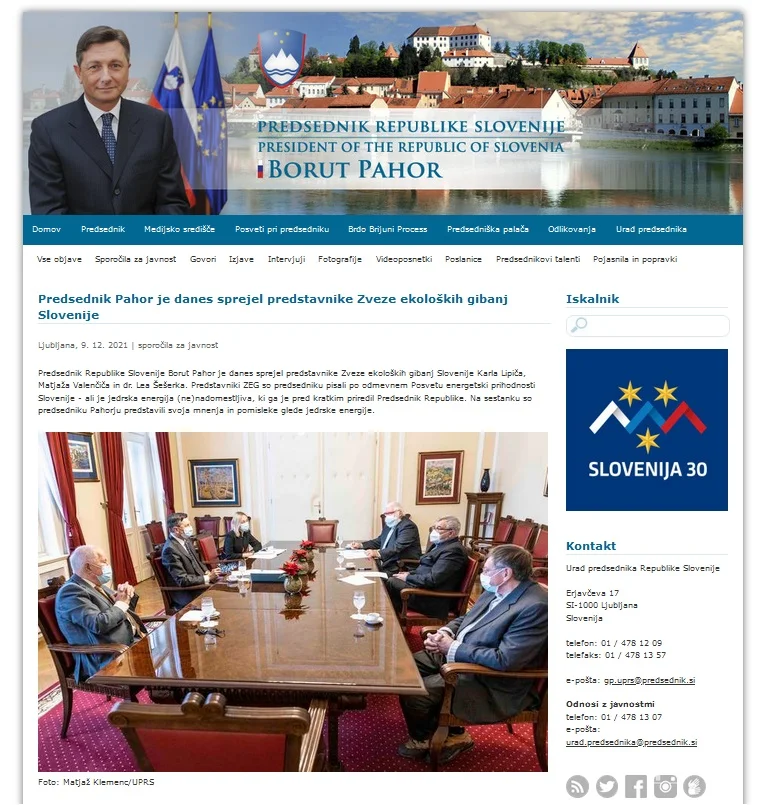 PREDSEDNIK REPUBLIKE SLOVENIJE
PRESIDENT OF THE REPUBLIC OF SLOVENIA
BORUT PAHOR
Domov Predsednik Medijsko središče Posveti pri predsedniku Brdo Brijuni Process Predsedniška palača Odlikovanja Urad predsednika
Vse objave Sporočila za javnost Govori Izjave Intervjuji Fotografije Videoposnetki Poslanice Predsednikovi talenti Pojasnila in popravki
Predsednik Pahor je danes sprejel predstavnike Zveze ekoloških gibanj
Slovenije
Ljubljana, 9. 12. 2021 | sporočila za javnost
Predsednik Republike Slovenije Borut Pahor je danes sprejel predstavnike Zveze ekoloških gibanj Slovenije Karla Lipiča,
Matjaža Valenčiča in dr. Lea Šešerka. Predstavniki ZEG so predsedniku pisali po odmevnem Posvetu energetski prihodnosti
Slovenije - ali je jedrska energija (ne)nadomestljiva, ki ga je pred kratkim priredil Predsednik Republike. Na sestanku so
predsedniku Pahorju predstavili svoja mnenja in pomisleke glede jedrske energije.
Foto: Matjaž Klemenc/UPRS
Iskalnik
SLOVENIJA 30
Kontakt
Urad predsednika Republike Slovenije
Erjavčeva 17
SI-1000 Ljubljana
Slovenija
telefon: 01 / 478 12 09
telefaks: 01 / 478 13 57
e-pošta: gp.uprs@predsednik.si
Odnosi z javnostmi
telefon: 01 / 478 13 07
e-pošta:
urad.predsednika@predsednik.si